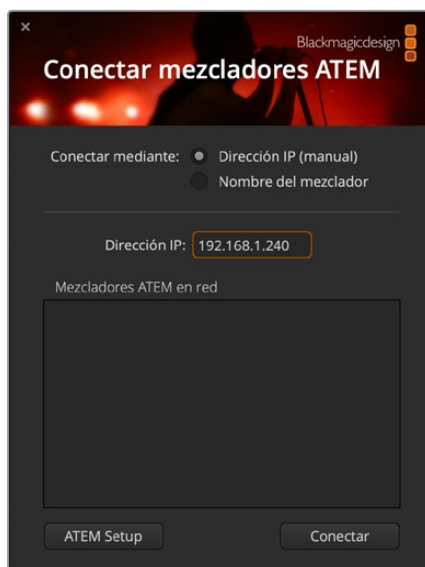 ×
Blackmagicdesign
Conectar mezcladores ATEM
Conectar mediante: Dirección IP (manual)
Nombre del mezclador
Dirección IP: 192.168.1.240
Mezcladores ATEM en red
ATEM Setup Conectar